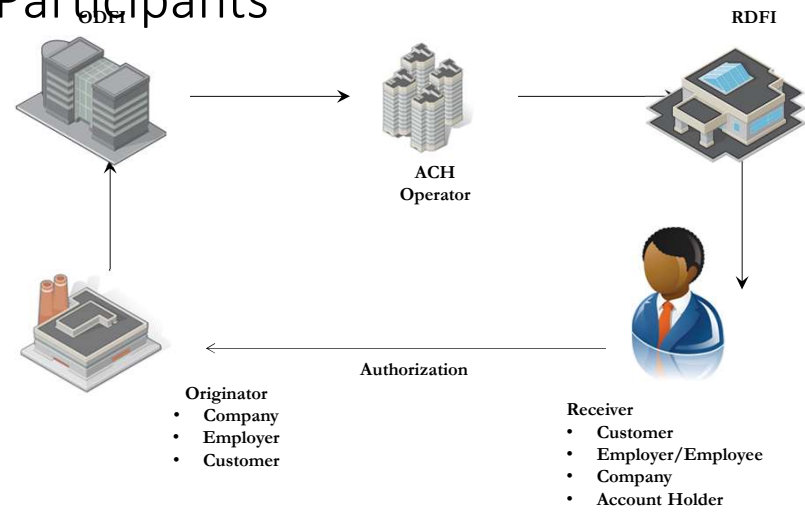 Participants
ODFI
RDFI
ACH
Operator
Authorization
Originator
• Company
• Employer
• Customer
Receiver
• Customer
• Employer/Employee
• Company
• Account Holder